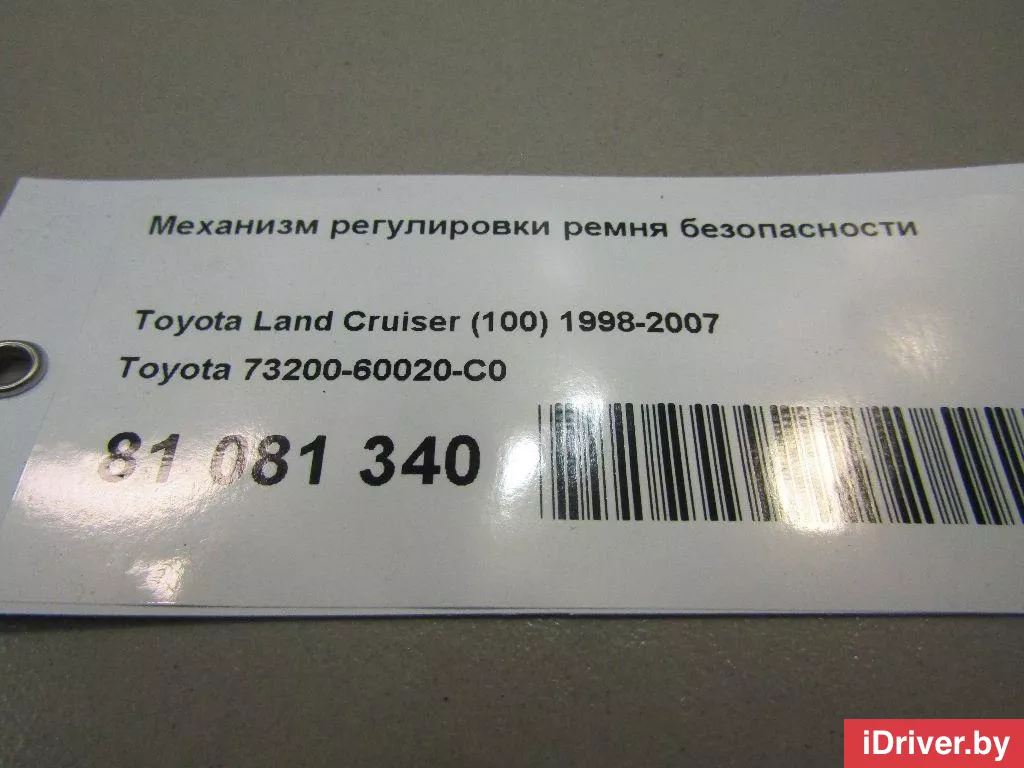 Механизм регулировки ремня безопасности
Toyota Land Cruiser (100) 1998-2007
Toyota 73200-60020-C0
81 081 340
iDriver.by